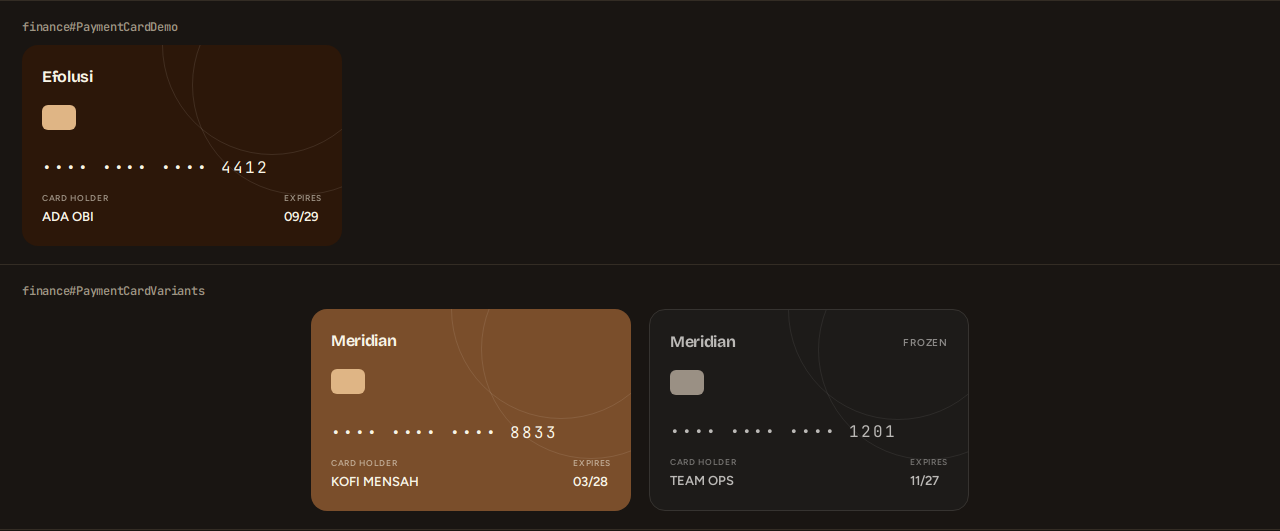 finance#PaymentCardDemo
Efolusi
•••• •••• •••• 4412
CARD HOLDER EXPIRES
ADA OBI 09/29
finance#PaymentCardVariants
Meridian
•••• •••• •••• 8833
CARD HOLDER EXPIRES
KOFI MENSAH 03/28
Meridian FROZEN
•••• •••• •••• 1201
CARD HOLDER EXPIRES
TEAM OPS 11/27